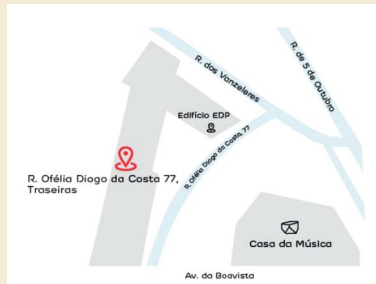 R. dos Vanzeleres
R. de 5 de Outubro
Edifício EDP
R. Ofélia Diogo da Costa, 77
R. Ofélia Diogo da Costa 77,
Traseiras
Casa da Música
Av. da Boavista